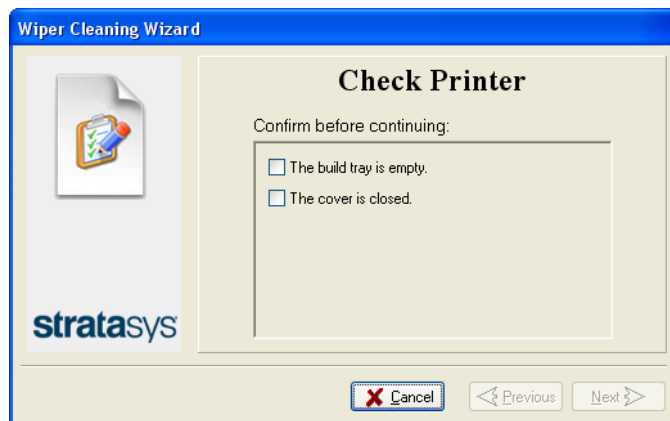 Wiper Cleaning Wizard
Check Printer
Confirm before continuing:
The build tray is empty.
The cover is closed.
stratasys
Cancel
Previous
Next